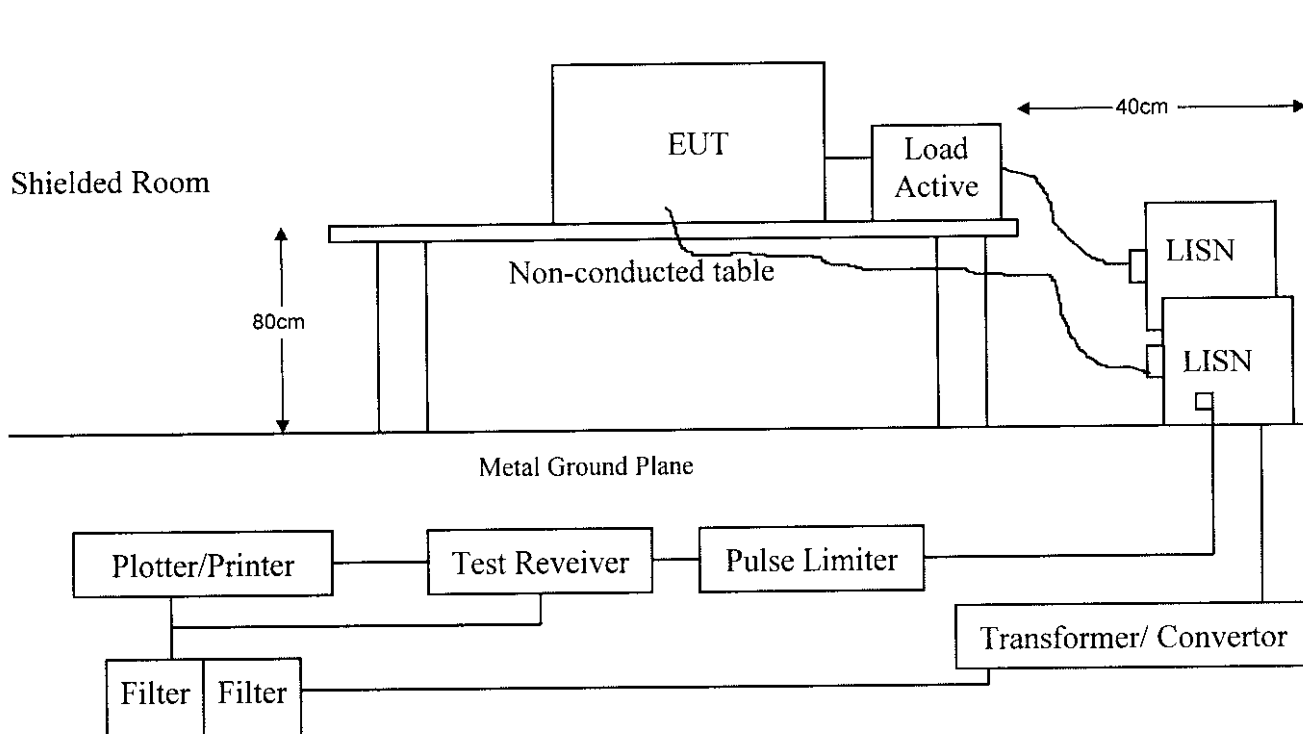 40cm
EUT
Load
Active
Shielded Room
LISN
Non-conducted table
80cm
LISN
Metal Ground Plane
Plotter/Printer
Test Reveiver
Pulse Limiter
Transformer/ Convertor
Filter
Filter